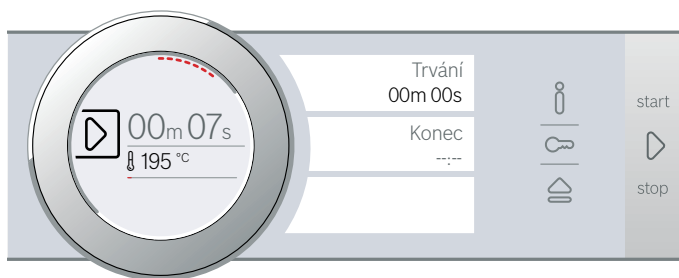 00m 07s
195 °C
Trvání
00m 00s
Konec
--:--
start
stop